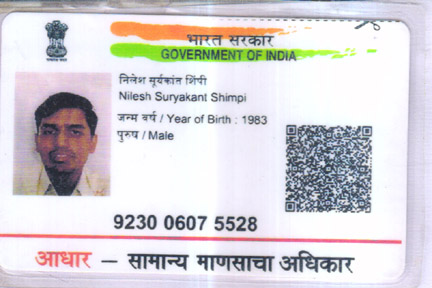 भारत सरकार
GOVERNMENT OF INDIA
निलेश सूर्यकांत शिंपी
Nilesh Suryakant Shimpi
जन्म वर्ष / Year of Birth : 1983
पुरुष / Male
9230 0607 5528
आधार — सामान्य माणसाचा अधिकार